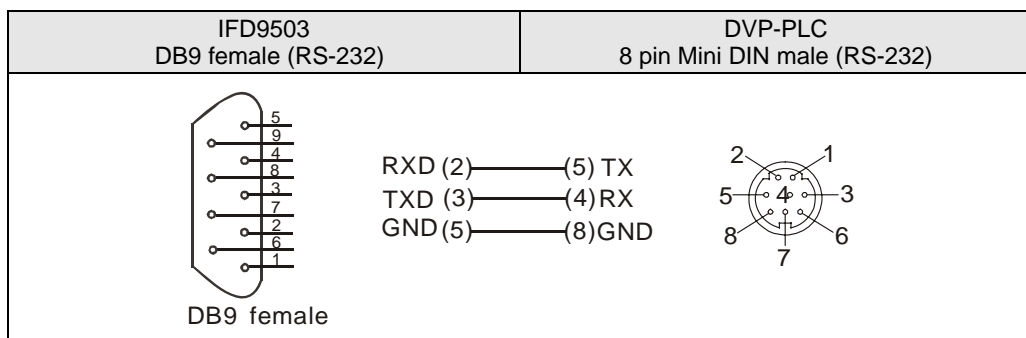 IFD9503
DB9 female (RS-232)
DVP-PLC
8 pin Mini DIN male (RS-232)
5
9
4
8
3
7
2
6
1
DB9 female
RXD (2) (5) TX
TXD (3) (4) RX
GND (5) (8) GND
2 1
5 4 3
8 6
7